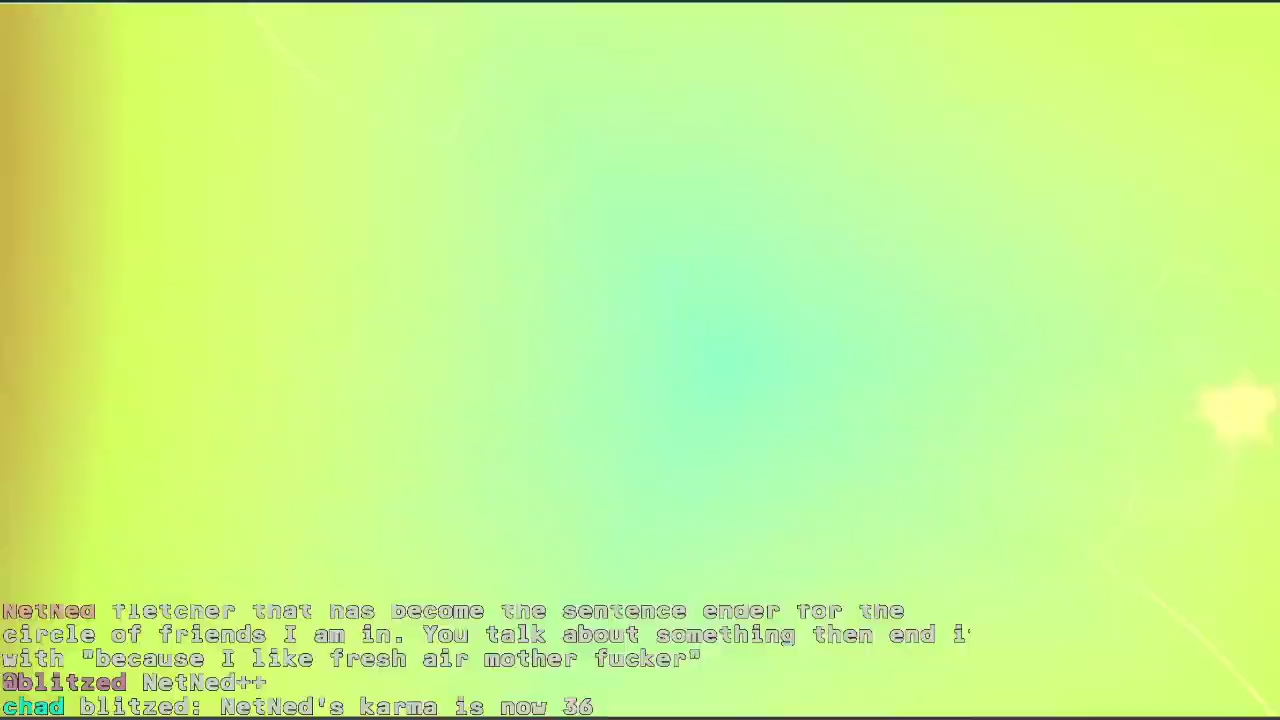 NetNed fletcher that has become the sentence ender for the
circle of friends I am in. You talk about something then end it
with "because I like fresh air mother fucker"
@blitzed NetNed++
chad blitzed: NetNed's karma is now 36